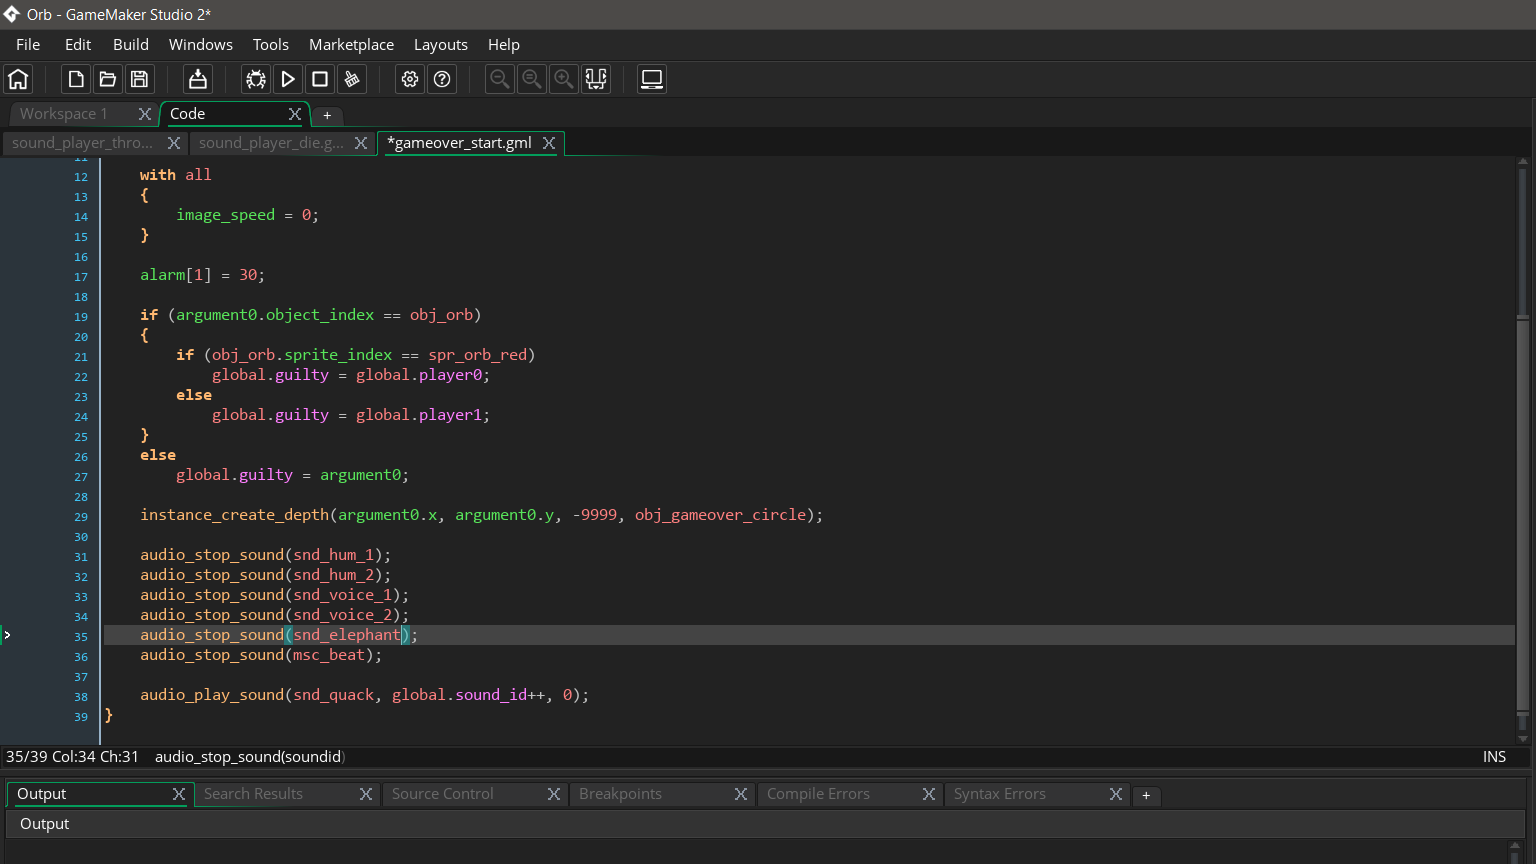 Orb - GameMaker Studio 2*
File Edit Build Windows Tools Marketplace Layouts Help
Workspace 1 Code +
sound_player_thro... sound_player_die.g... *gameover_start.gml
11
12 with all
13 {
14 image_speed = 0;
15 }
16
17 alarm[1] = 30;
18
19 if (argument0.object_index == obj_orb)
20 {
21 if (obj_orb.sprite_index == spr_orb_red)
22 global.guilty = global.player0;
23 else
24 global.guilty = global.player1;
25 }
26 else
27 global.guilty = argument0;
28
29 instance_create_depth(argument0.x, argument0.y, -9999, obj_gameover_circle);
30
31 audio_stop_sound(snd_hum_1);
32 audio_stop_sound(snd_hum_2);
33 audio_stop_sound(snd_voice_1);
34 audio_stop_sound(snd_voice_2);
35 audio_stop_sound(snd_elephant);
36 audio_stop_sound(msc_beat);
37
38 audio_play_sound(snd_quack, global.sound_id++, 0);
39 }
35/39 Col:34 Ch:31 audio_stop_sound(soundid) INS
Output Search Results Source Control Breakpoints Compile Errors Syntax Errors +
Output